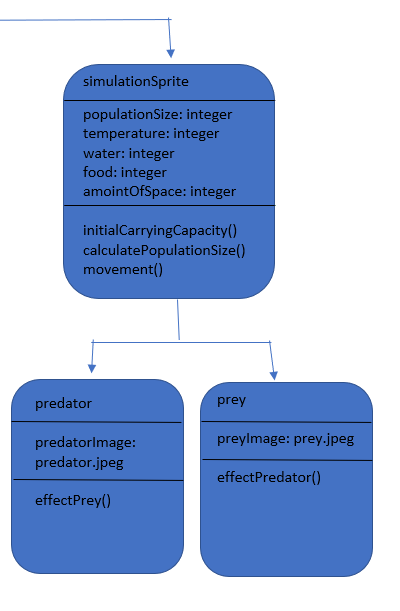 simulationSprite
populationSize: integer
temperature: integer
water: integer
food: integer
amointOfSpace: integer
initialCarryingCapacity()
calculatePopulationSize()
movement()
predator
predatorImage:
predator.jpeg
effectPrey()
prey
preyImage: prey.jpeg
effectPredator()